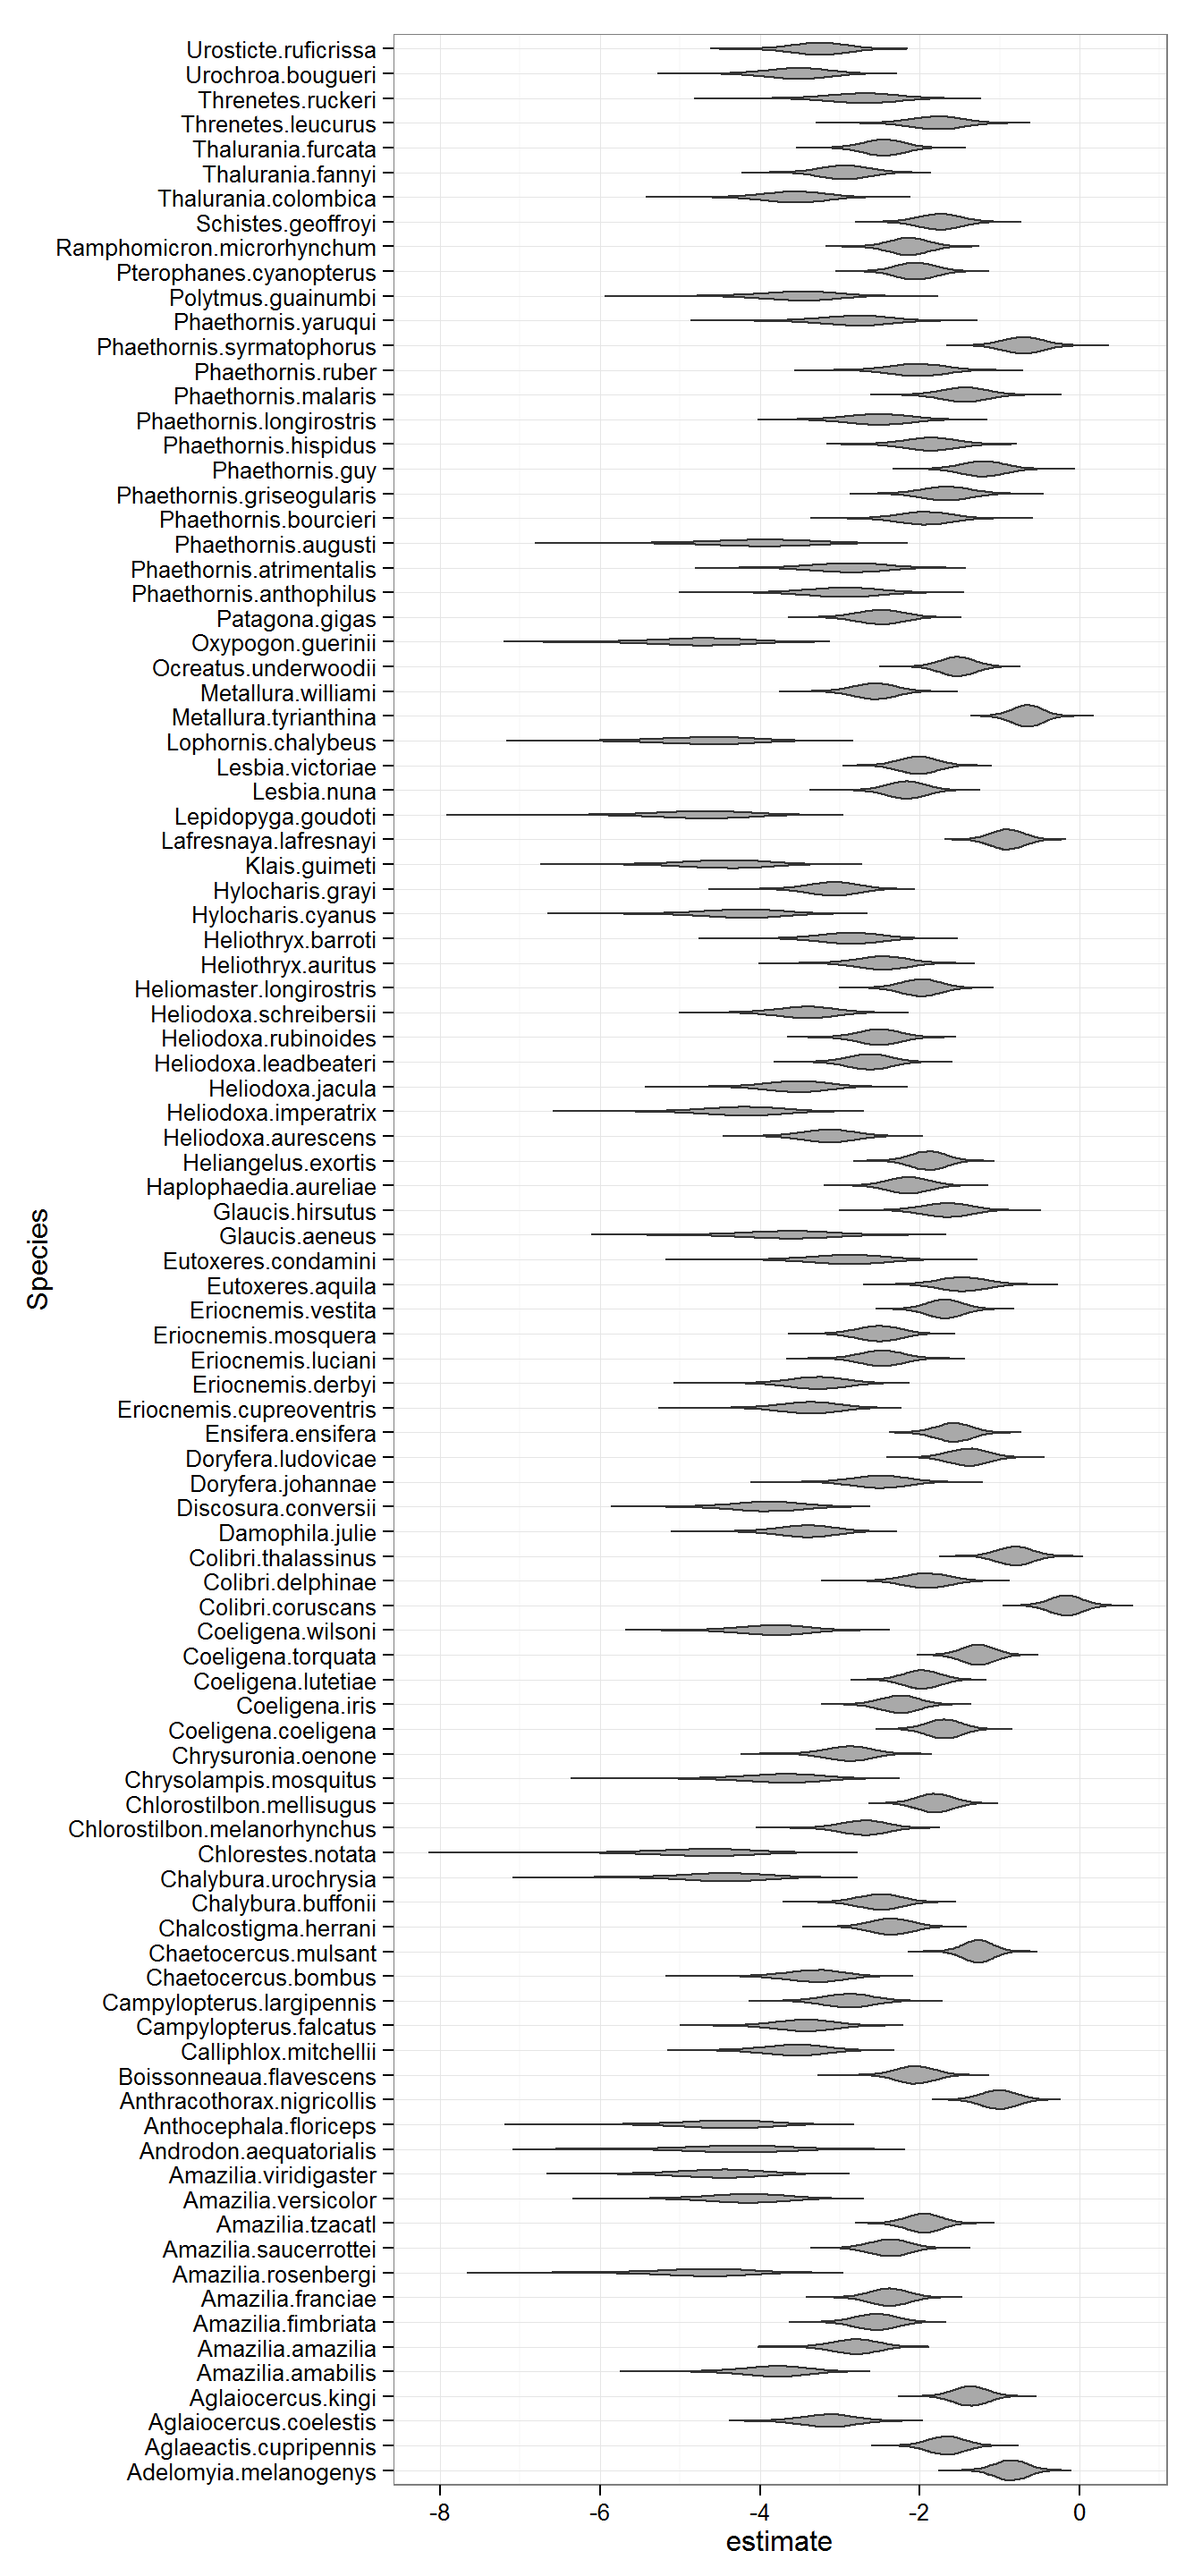 Urosticte.ruficrissa
Urochroa.bougueri
Threnetes.ruckeri
Threnetes.leucurus
Thalurania.furcata
Thalurania.fannyi
Thalurania.colombica
Schistes.geoffroyi
Ramphomicron.microrhynchum
Pterophanes.cyanopterus
Polytmus.guainumbi
Phaethornis.yaruqui
Phaethornis.syrmatophorus
Phaethornis.ruber
Phaethornis.malaris
Phaethornis.longirostris
Phaethornis.hispidus
Phaethornis.guy
Phaethornis.griseogularis
Phaethornis.bourcieri
Phaethornis.augusti
Phaethornis.atrimentalis
Phaethornis.anthophilus
Patagona.gigas
Oxypogon.guerinii
Ocreatus.underwoodii
Metallura.williami
Metallura.tyrianthina
Lophornis.chalybeus
Lesbia.victoriae
Lesbia.nuna
Lepidopyga.goudoti
Lafresnaya.lafresnayi
Klais.guimeti
Hylocharis.grayi
Hylocharis.cyanus
Heliothryx.barroti
Heliothryx.auritus
Heliomaster.longirostris
Heliodoxa.schreibersii
Heliodoxa.rubinoides
Heliodoxa.leadbeateri
Heliodoxa.jacula
Heliodoxa.imperatrix
Heliodoxa.aurescens
Heliangelus.exortis
Haplophaedia.aureliae
Glaucis.hirsutus
Glaucis.aeneus
Eutoxeres.condamini
Eutoxeres.aquila
Eriocnemis.vestita
Eriocnemis.mosquera
Eriocnemis.luciani
Eriocnemis.derbyi
Eriocnemis.cupreoventris
Ensifera.ensifera
Doryfera.ludovicae
Doryfera.johannae
Discosura.conversii
Damophila.julie
Colibri.thalassinus
Colibri.delphinae
Colibri.coruscans
Coeligena.wilsoni
Coeligena.torquata
Coeligena.lutetiae
Coeligena.iris
Coeligena.coeligena
Chrysuronia.oenone
Chrysolampis.mosquitus
Chlorostilbon.mellisugus
Chlorostilbon.melanorhynchus
Chlorestes.notata
Chalybura.urochrysia
Chalybura.buffonii
Chalcostigma.herrani
Chaetocercus.mulsant
Chaetocercus.bombus
Campylopterus.largipennis
Campylopterus.falcatus
Calliphlox.mitchellii
Boissonneaua.flavescens
Anthracothorax.nigricollis
Anthocephala.floriceps
Androdon.aequatorialis
Amazilia.viridigaster
Amazilia.versicolor
Amazilia.tzacatl
Amazilia.saucerrottei
Amazilia.rosenbergi
Amazilia.franciae
Amazilia.fimbriata
Amazilia.amazilia
Amazilia.amabilis
Aglaiocercus.kingi
Aglaiocercus.coelestis
Aglaeactis.cupripennis
Adelomyia.melanogenys
Species
-8 -6 -4 -2 0
estimate